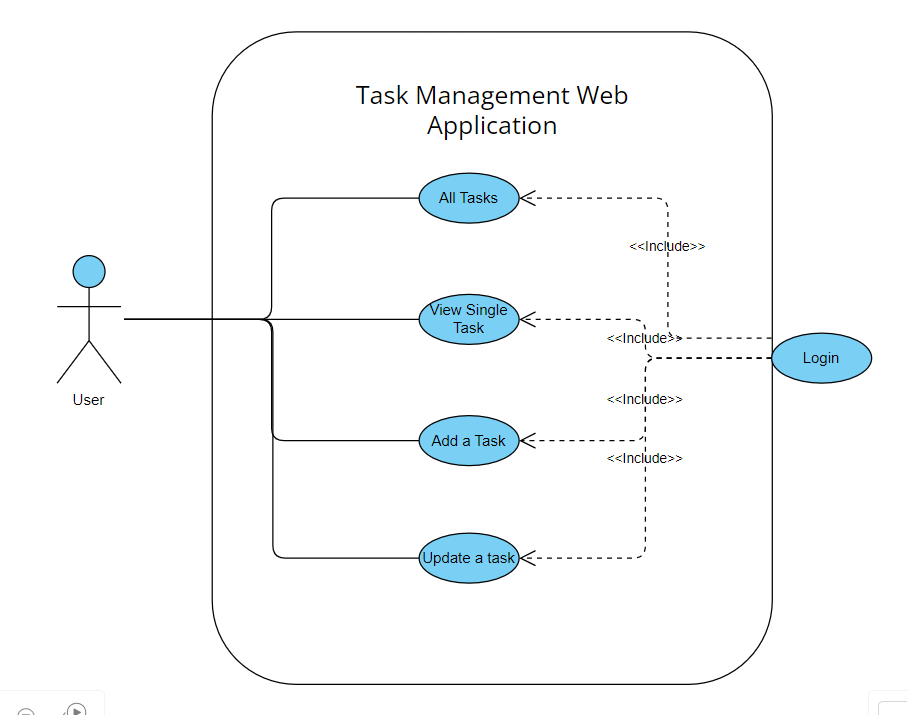 Task Management Web
Application
All Tasks
<<Include>>
View Single
Task
<<Include>>
Login
User
<<Include>>
Add a Task
<<Include>>
Update a task